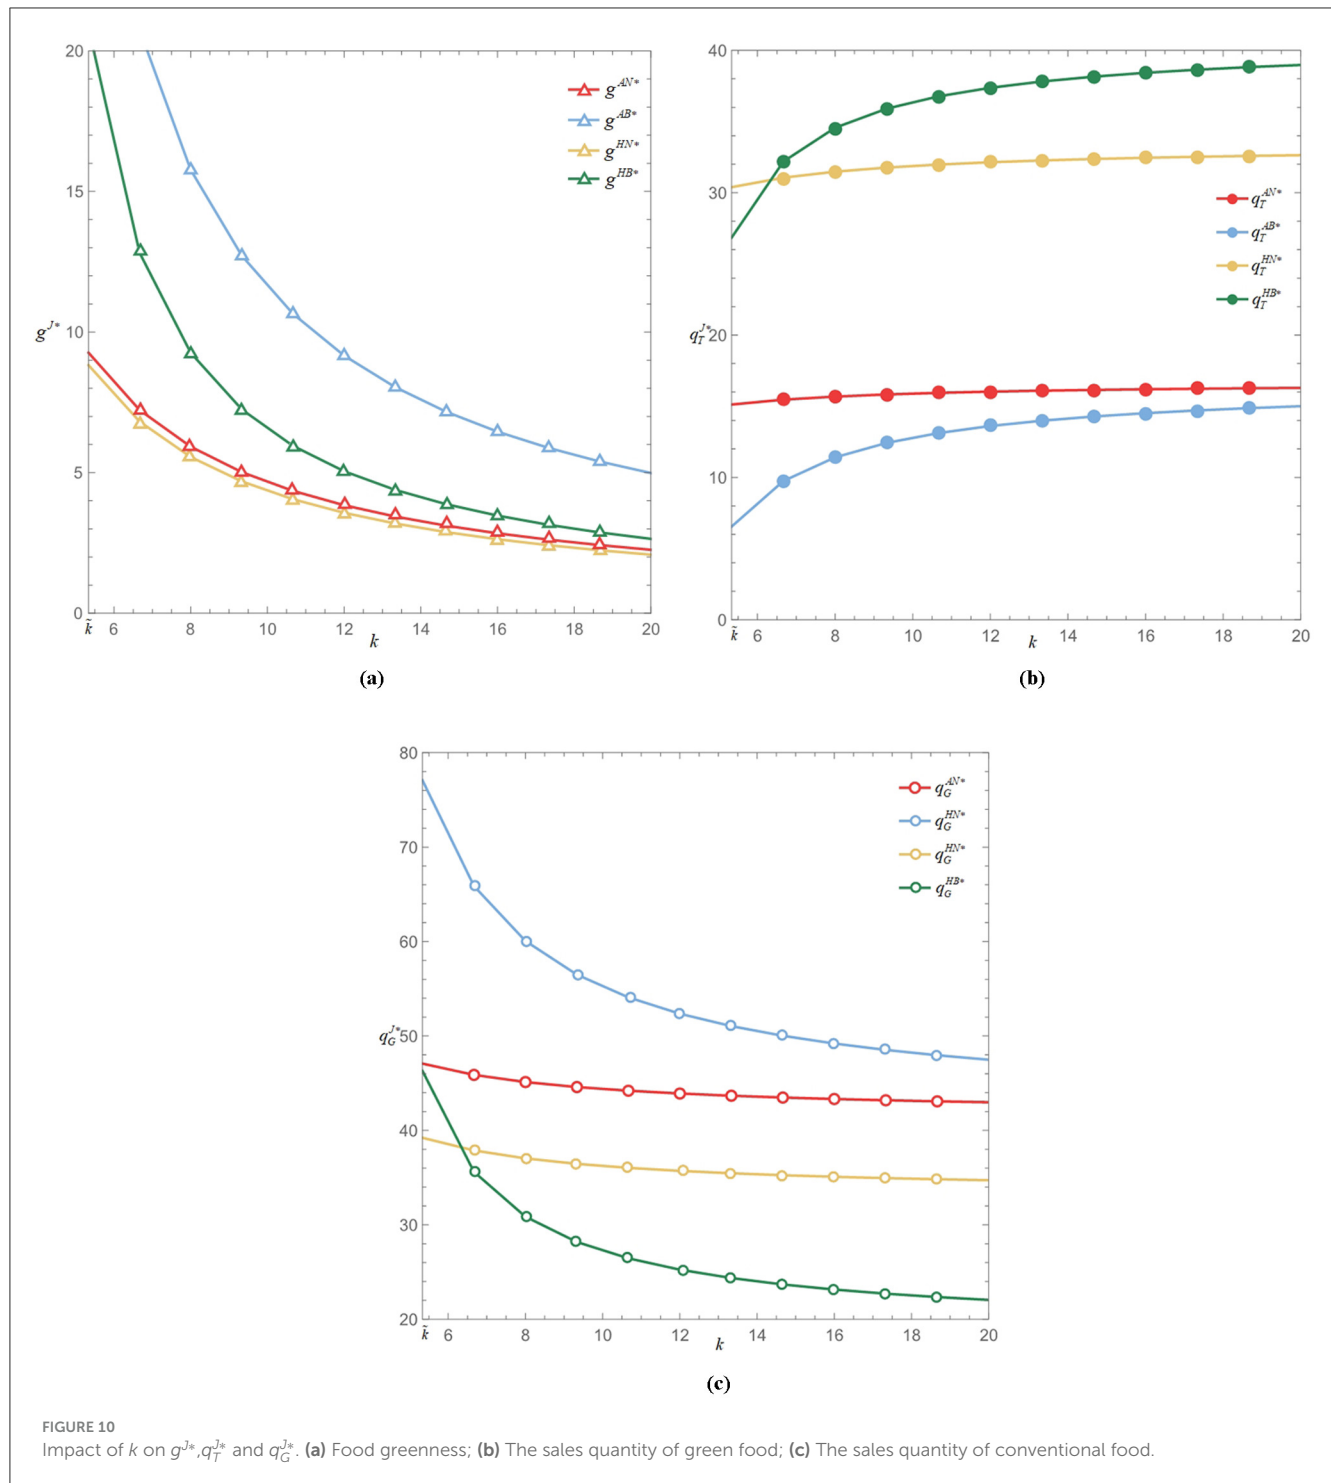 20
15
10
5
0
g^{J*}
g^{AN*}
g^{AB*}
g^{HN*}
g^{HB*}
k̃ 6 8 10 12 14 16 18 20
k
(a)
40
30
20
10
0
q_T^{J*}
q_T^{AN*}
q_T^{AB*}
q_T^{HN*}
q_T^{HB*}
k̃ 6 8 10 12 14 16 18 20
k
(b)
80
70
60
50
40
30
20
q_G^{J*}
q_G^{AN*}
q_G^{HN*}
q_G^{HN*}
q_G^{HB*}
k̃ 6 8 10 12 14 16 18 20
k
(c)
FIGURE 10
Impact of k on g^{J*},q_T^{J*} and q_G^{J*}. (a) Food greenness; (b) The sales quantity of green food; (c) The sales quantity of conventional food.